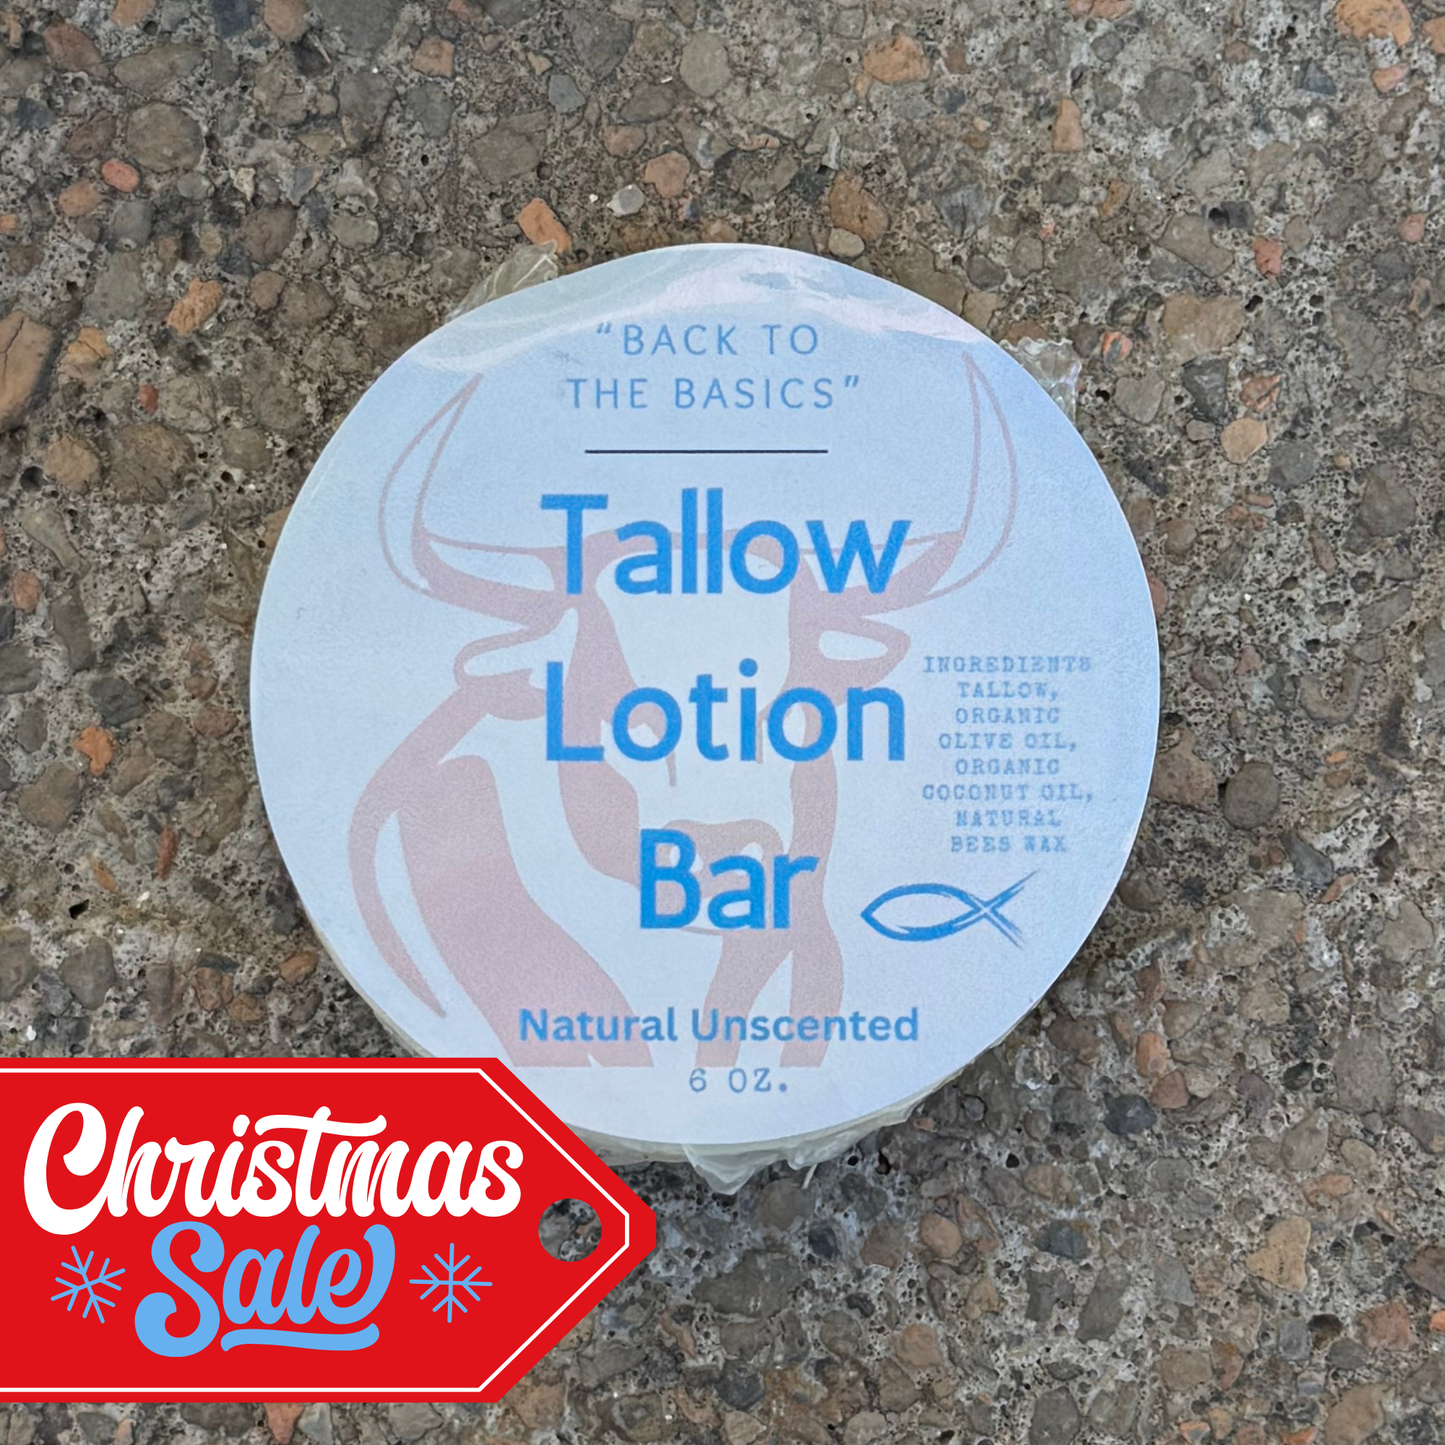 "BACK TO
THE BASICS"
Tallow
Lotion
Bar
INGREDIENTS
TALLOW,
ORGANIC
OLIVE OIL,
ORGANIC
COCONUT OIL,
NATURAL
BEES WAX
Natural Unscented
6 OZ.
Christmas
Sale